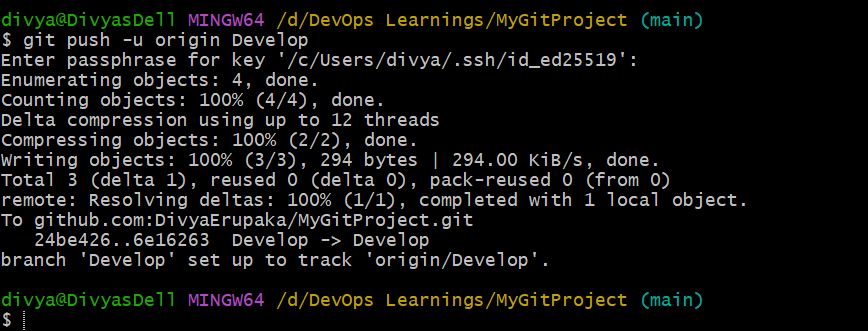 divya@DivyasDell MINGW64 /d/DevOps Learnings/MyGitProject (main)
$ git push -u origin Develop
Enter passphrase for key '/c/Users/divya/.ssh/id_ed25519':
Enumerating objects: 4, done.
Counting objects: 100% (4/4), done.
Delta compression using up to 12 threads
Compressing objects: 100% (2/2), done.
Writing objects: 100% (3/3), 294 bytes | 294.00 KiB/s, done.
Total 3 (delta 1), reused 0 (delta 0), pack-reused 0 (from 0)
remote: Resolving deltas: 100% (1/1), completed with 1 local object.
To github.com:DivyaErupaka/MyGitProject.git
   24be426..6e16263  Develop -> Develop
branch 'Develop' set up to track 'origin/Develop'.
divya@DivyasDell MINGW64 /d/DevOps Learnings/MyGitProject (main)
$